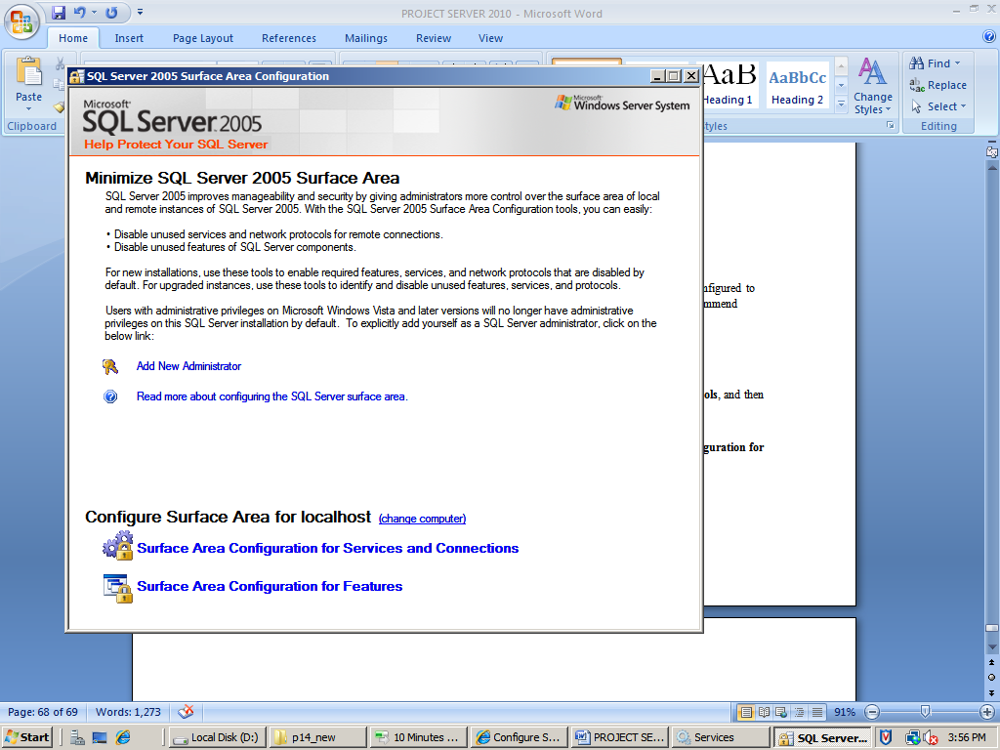 PROJECT SERVER 2010 - Microsoft Word
Home Insert Page Layout References Mailings Review View
Paste
Clipboard
AaB
Heading 1
AaBbCc
Heading 2
Change
Styles
Find
Replace
Select
Editing
SQL Server 2005 Surface Area Configuration
Microsoft
SQL Server 2005
Help Protect Your SQL Server
Microsoft
Windows Server System
Minimize SQL Server 2005 Surface Area
SQL Server 2005 improves manageability and security by giving administrators more control over the surface area of local
and remote instances of SQL Server 2005. With the SQL Server 2005 Surface Area Configuration tools, you can easily:
• Disable unused services and network protocols for remote connections.
• Disable unused features of SQL Server components.
For new installations, use these tools to enable required features, services, and network protocols that are disabled by
default. For upgraded instances, use these tools to identify and disable unused features, services, and protocols.
Users with administrative privileges on Microsoft Windows Vista and later versions will no longer have administrative
privileges on this SQL Server installation by default. To explicitly add yourself as a SQL Server administrator, click on the
below link:
Add New Administrator
Read more about configuring the SQL Server surface area.
Configure Surface Area for localhost (change computer)
Surface Area Configuration for Services and Connections
Surface Area Configuration for Features
nfigured to
mmend
ols, and then
guration for
Page: 68 of 69 Words: 1,273 91%
Start Local Disk (D:) p14_new 10 Minutes ... Configure S... PROJECT SE... Services SQL Server... 3:56 PM